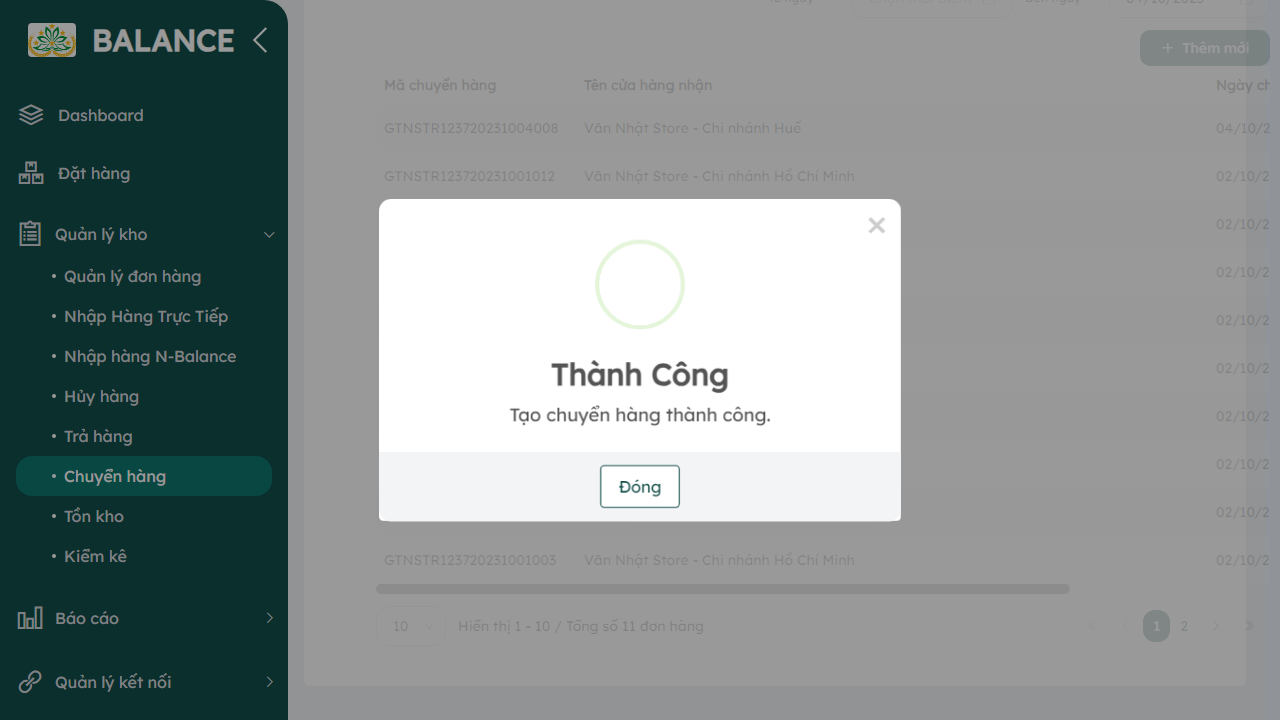 BALANCE
Dashboard
Đặt hàng
Quản lý kho
• Quản lý đơn hàng
• Nhập Hàng Trực Tiếp
• Nhập hàng N-Balance
• Hủy hàng
• Trả hàng
• Chuyển hàng
• Tồn kho
• Kiểm kê
Báo cáo
Quản lý kết nối
+ Thêm mới
Mã chuyển hàng Tên cửa hàng nhận Ngày ch
GTNSTR123720231004008 Văn Nhật Store - Chi nhánh Huế 04/10/2
GTNSTR123720231001012 Văn Nhật Store - Chi nhánh Hồ Chí Minh 02/10/2
02/10/2
02/10/2
02/10/2
02/10/2
02/10/2
02/10/2
02/10/2
GTNSTR123720231001003 Văn Nhật Store - Chi nhánh Hồ Chí Minh 02/10/2
10 Hiển thị 1 - 10 / Tổng số 11 đơn hàng
« ‹ 1 2 › »
×
Thành Công
Tạo chuyển hàng thành công.
Đóng